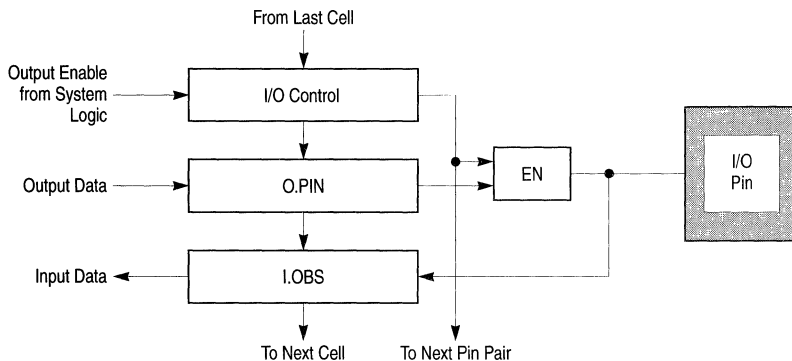 From Last Cell
Output Enable
from System
Logic
I/O Control
I/O
Pin
EN
Output Data
O.PIN
Input Data
I.OBS
To Next Cell
To Next Pin Pair